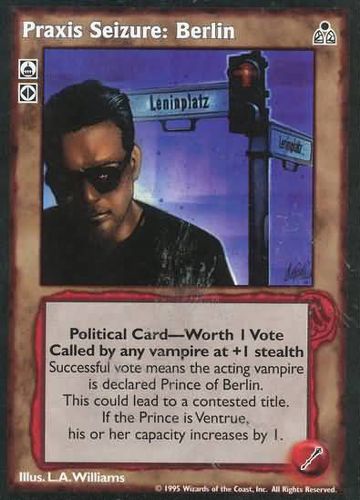 Praxis Seizure: Berlin
Leninplatz
Leninplatz
Political Card—Worth 1 Vote
Called by any vampire at +1 stealth
Successful vote means the acting vampire
is declared Prince of Berlin.
This could lead to a contested title.
If the Prince is Ventrue,
his or her capacity increases by 1.
Illus. L.A. Williams
© 1995 Wizards of the Coast, Inc. All Rights Reserved.